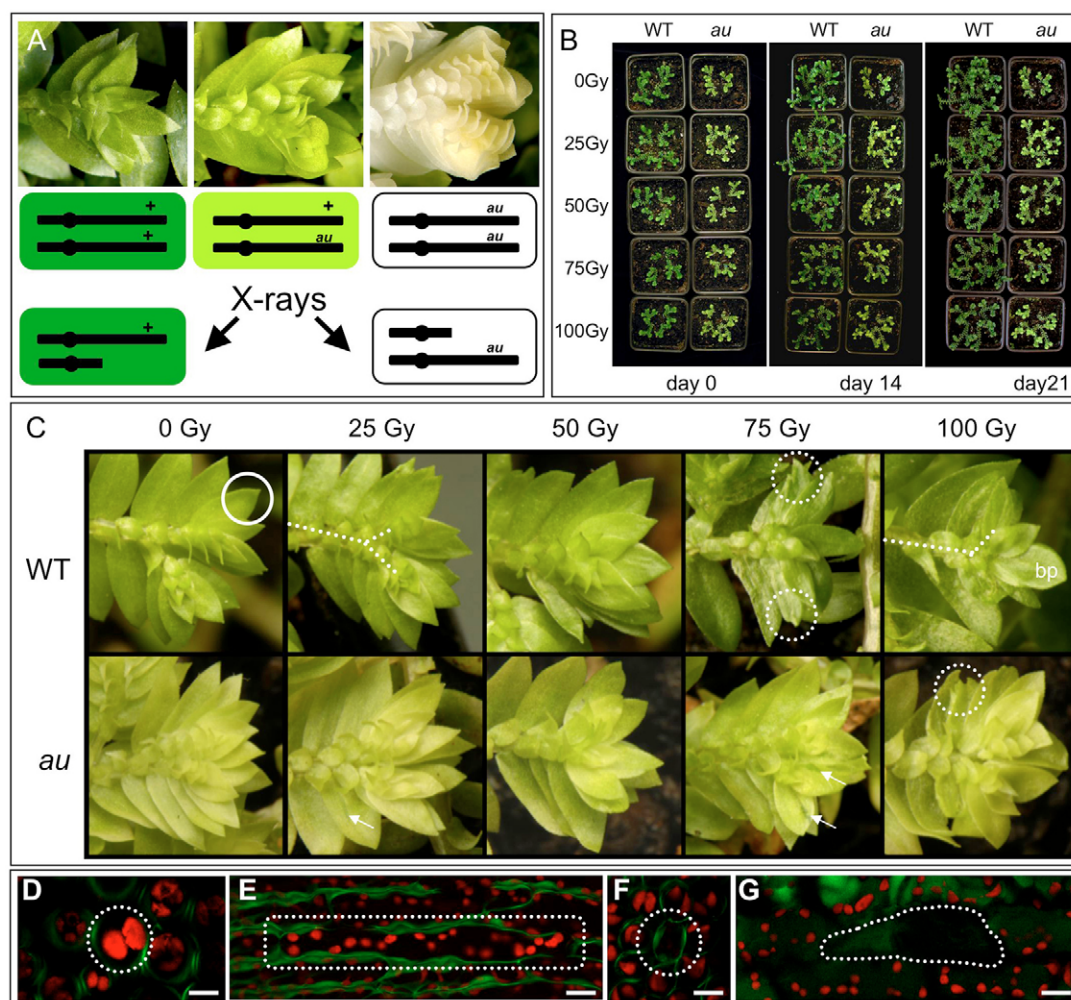 A
+
+
+
au
au
au
X-rays
+
au
B
WT au WT au WT au
0Gy
25Gy
50Gy
75Gy
100Gy
day 0 day 14 day21
C
0 Gy 25 Gy 50 Gy 75 Gy 100 Gy
WT
bp
au
D E F G